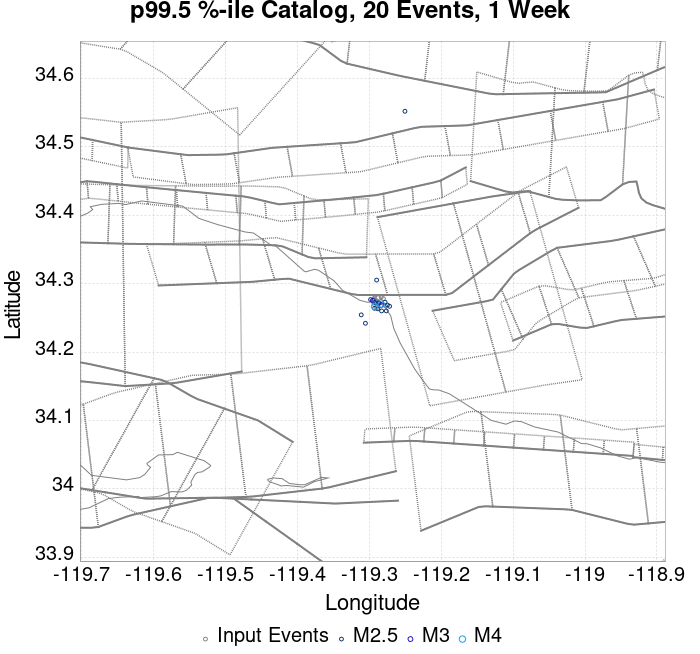 p99.5 %-ile Catalog, 20 Events, 1 Week
34.6
34.5
34.4
34.3
34.2
34.1
34
33.9
Latitude
-119.7 -119.6 -119.5 -119.4 -119.3 -119.2 -119.1 -119 -118.9
Longitude
Input Events M2.5 M3 M4